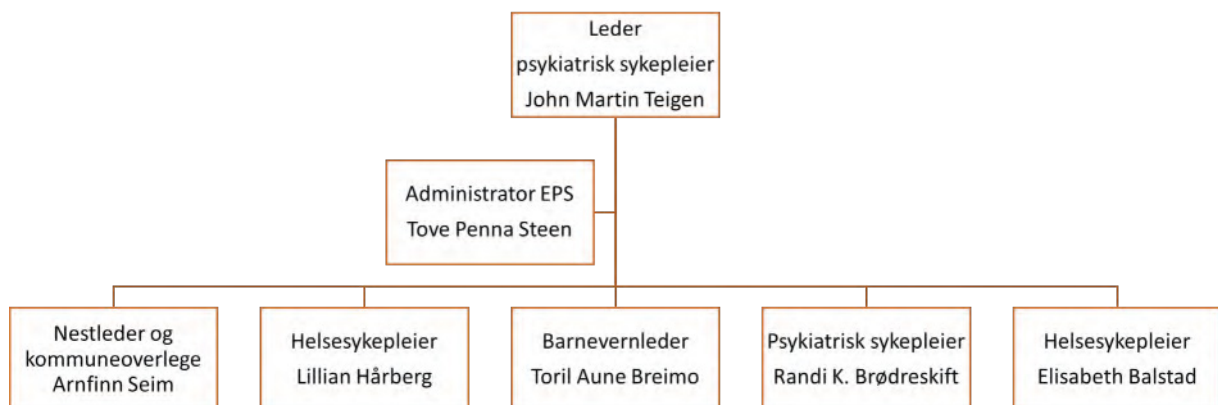 Leder
psykiatrisk sykepleier
John Martin Teigen
Administrator EPS
Tove Penna Steen
Nestleder og
kommuneoverlege
Arnfinn Seim
Helsesykepleier
Lillian Hårberg
Barnevernleder
Toril Aune Breimo
Psykiatrisk sykepleier
Randi K. Brødreskift
Helsesykepleier
Elisabeth Balstad